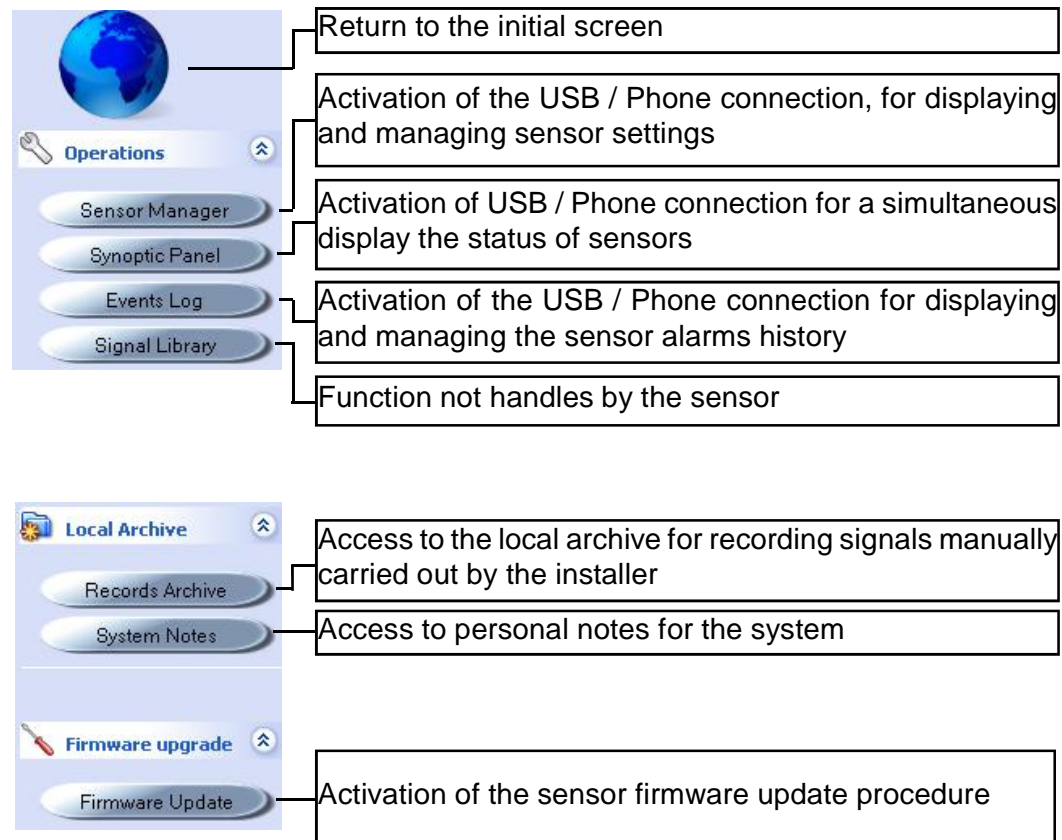 Return to the initial screen
Activation of the USB / Phone connection, for displaying
and managing sensor settings
Operations
Sensor Manager
Activation of USB / Phone connection for a simultaneous
display the status of sensors
Synoptic Panel
Events Log
Activation of the USB / Phone connection for displaying
and managing the sensor alarms history
Signal Library
Function not handles by the sensor
Local Archive
Access to the local archive for recording signals manually
carried out by the installer
Records Archive
System Notes
Access to personal notes for the system
Firmware upgrade
Firmware Update
Activation of the sensor firmware update procedure